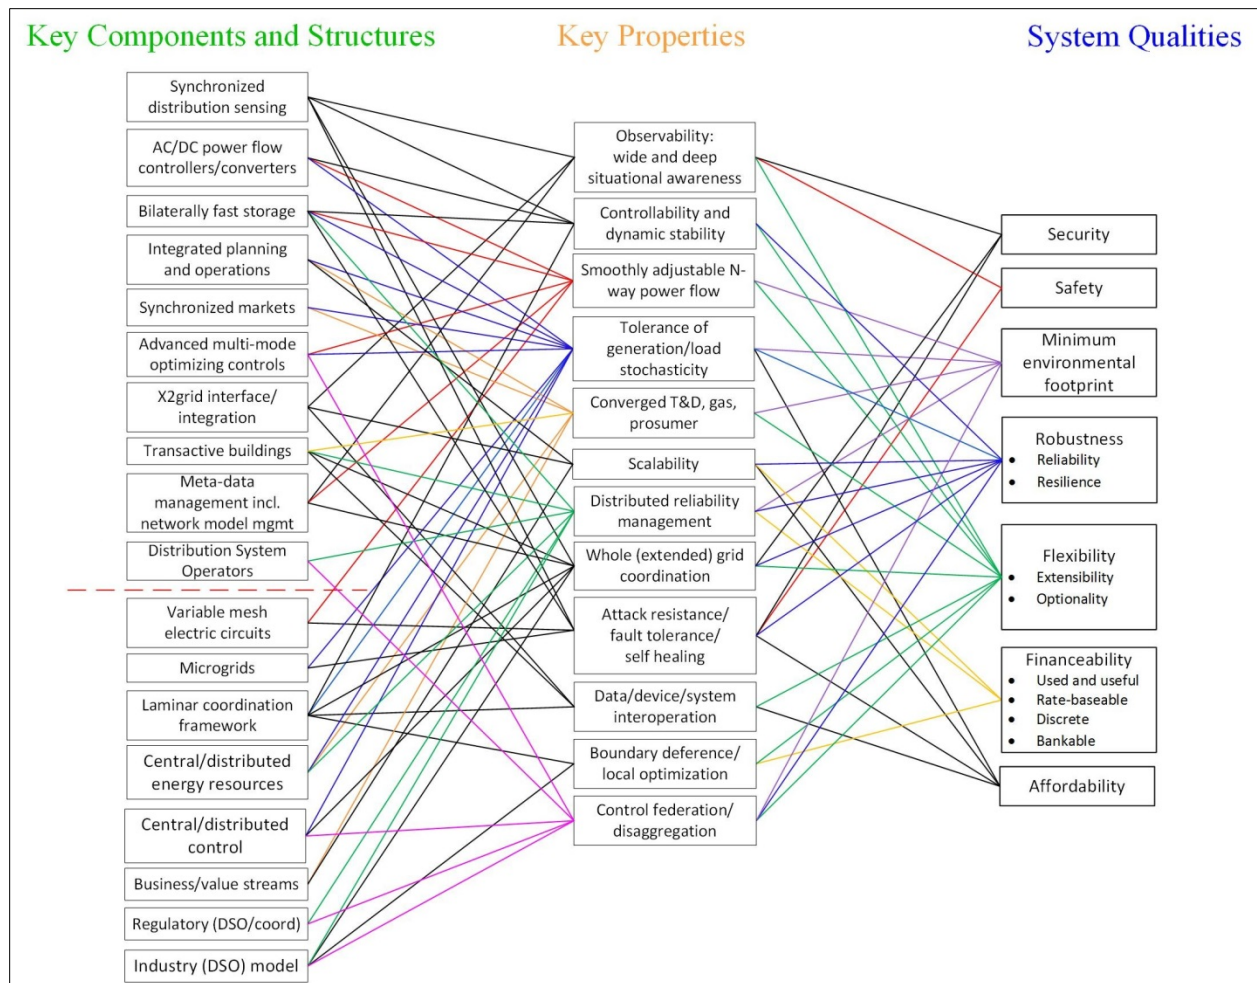 Key Components and Structures
Key Properties
System Qualities
Synchronized
distribution sensing
AC/DC power flow
controllers/converters
Bilaterally fast storage
Integrated planning
and operations
Synchronized markets
Advanced multi-mode
optimizing controls
X2grid interface/
integration
Transactive buildings
Meta-data
management incl.
network model mgmt
Distribution System
Operators
Variable mesh
electric circuits
Microgrids
Laminar coordination
framework
Central/distributed
energy resources
Central/distributed
control
Business/value streams
Regulatory (DSO/coord)
Industry (DSO) model
Observability:
wide and deep
situational awareness
Controllability and
dynamic stability
Smoothly adjustable N-
way power flow
Tolerance of
generation/load
stochasticity
Converged T&D, gas,
prosumer
Scalability
Distributed reliability
management
Whole (extended) grid
coordination
Attack resistance/
fault tolerance/
self healing
Data/device/system
interoperation
Boundary deference/
local optimization
Control federation/
disaggregation
Security
Safety
Minimum
environmental
footprint
Robustness
• Reliability
• Resilience
Flexibility
• Extensibility
• Optionality
Financeability
• Used and useful
• Rate-baseable
• Discrete
• Bankable
Affordability